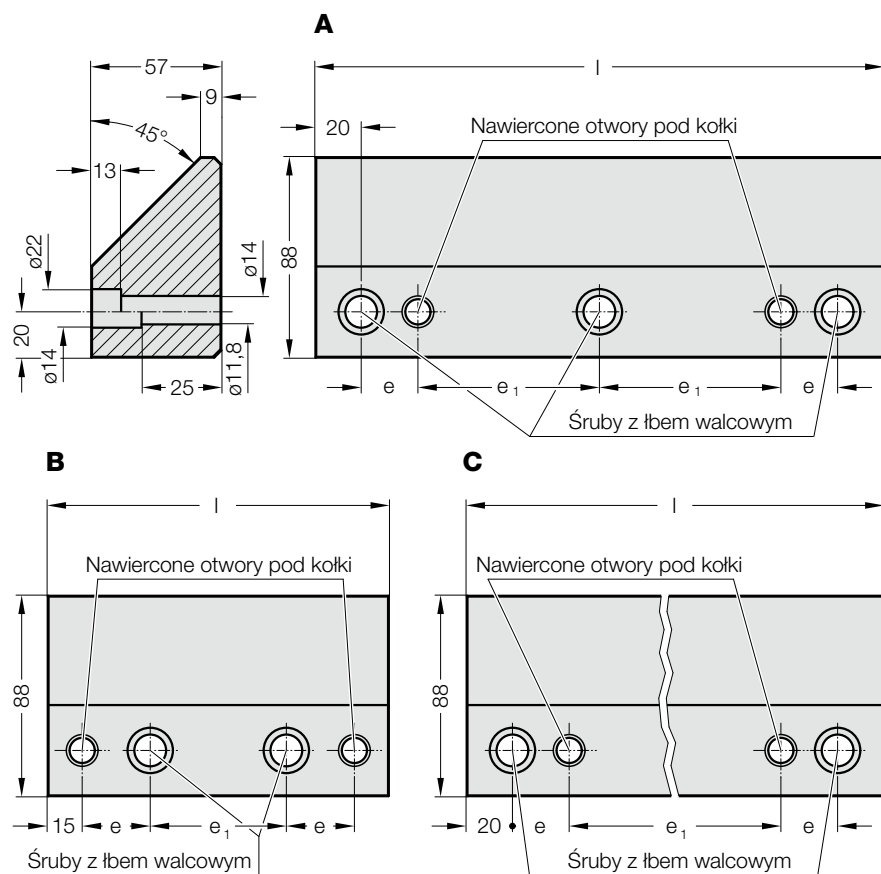 A
57
l
9
20
Nawiercone otwory pod kołki
45°
13
ø22
ø14
88
20
ø14
25
ø11,8
e
e1
e1
e
Śruby z łbem walcowym
B
C
l
l
Nawiercone otwory pod kołki
Nawiercone otwory pod kołki
88
88
15
e
e1
e
20
e
e1
e
Śruby z łbem walcowym
Śruby z łbem walcowym